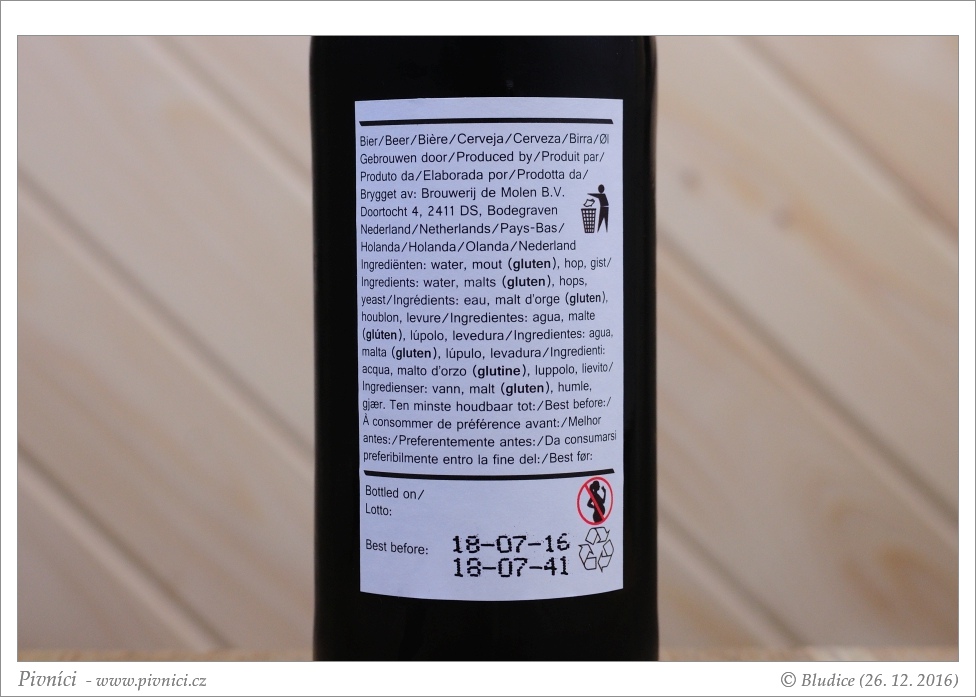 Bier/Beer/Bière/Cerveja/Cerveza/Birra/Øl
Gebrouwen door/Produced by/Produit par/
Produto da/Elaborada por/Prodotta da/
Brygget av: Brouwerij de Molen B.V.
Doortocht 4, 2411 DS, Bodegraven
Nederland/Netherlands/Pays-Bas/
Holanda/Holanda/Olanda/Nederland
Ingrediënten: water, mout (gluten), hop, gist/
Ingredients: water, malts (gluten), hops,
yeast/Ingrédients: eau, malt d'orge (gluten),
houblon, levure/Ingredientes: agua, malte
(glúten), lúpolo, levedura/Ingredientes: agua,
malta (gluten), lúpulo, levadura/Ingredienti:
acqua, malto d'orzo (glutine), luppolo, lievito/
Ingredienser: vann, malt (gluten), humle,
gjær. Ten minste houdbaar tot:/Best before:/
À consommer de préférence avant:/Melhor
antes:/Preferentemente antes:/Da consumarsi
preferibilmente entro la fine del:/Best før:
Bottled on/
Lotto:
Best before:
18-07-16
18-07-41
Pivníci - www.pivnici.cz
© Bludice (26. 12. 2016)